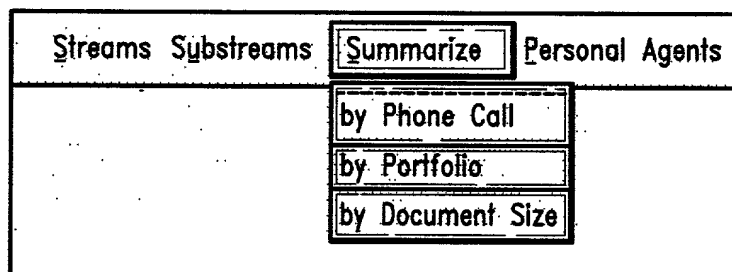 Streams Substreams Summarize Personal Agents
by Phone Call
by Portfolio
by Document Size